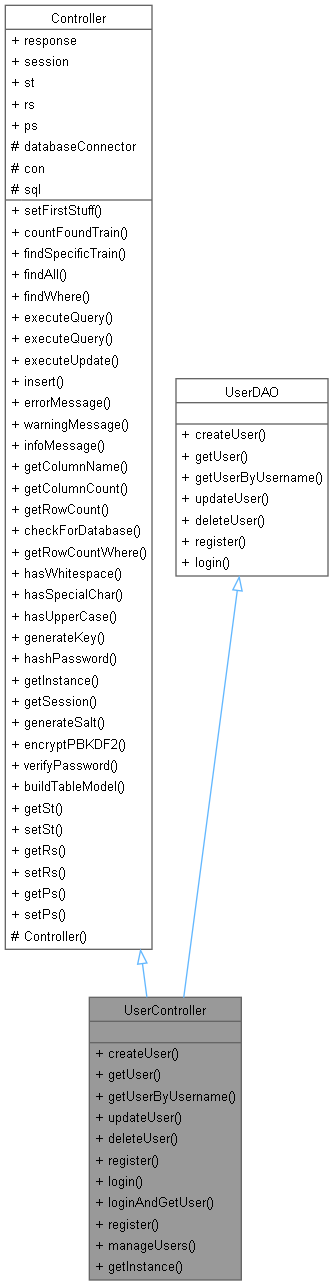 Controller
+ response
+ session
+ st
+ rs
+ ps
# databaseConnector
# con
# sql
+ setFirstStuff()
+ countFoundTrain()
+ findSpecificTrain()
+ findAll()
+ findWhere()
+ executeQuery()
+ executeQuery()
+ executeUpdate()
+ insert()
+ errorMessage()
+ warningMessage()
+ infoMessage()
+ getColumnName()
+ getColumnCount()
+ getRowCount()
+ checkForDatabase()
+ getRowCountWhere()
+ hasWhitespace()
+ hasSpecialChar()
+ hasUpperCase()
+ generateKey()
+ hashPassword()
+ getInstance()
+ getSession()
+ generateSalt()
+ encryptPBKDF2()
+ verifyPassword()
+ buildTableModel()
+ getSt()
+ setSt()
+ getRs()
+ setRs()
+ getPs()
+ setPs()
# Controller()
UserDAO
+ createUser()
+ getUser()
+ getUserByUsername()
+ updateUser()
+ deleteUser()
+ register()
+ login()
UserController
+ createUser()
+ getUser()
+ getUserByUsername()
+ updateUser()
+ deleteUser()
+ register()
+ login()
+ loginAndGetUser()
+ register()
+ manageUsers()
+ getInstance()